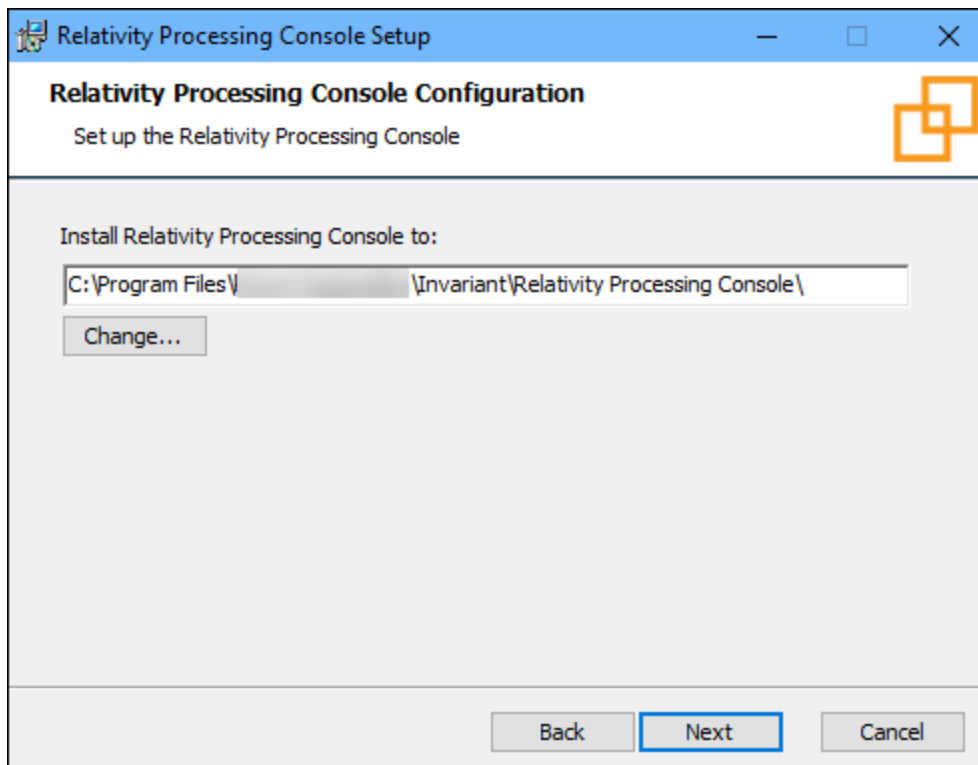 Relativity Processing Console Setup
Relativity Processing Console Configuration
Set up the Relativity Processing Console
Install Relativity Processing Console to:
C:\Program Files\ \Invariant\Relativity Processing Console\
Change...
Back Next Cancel